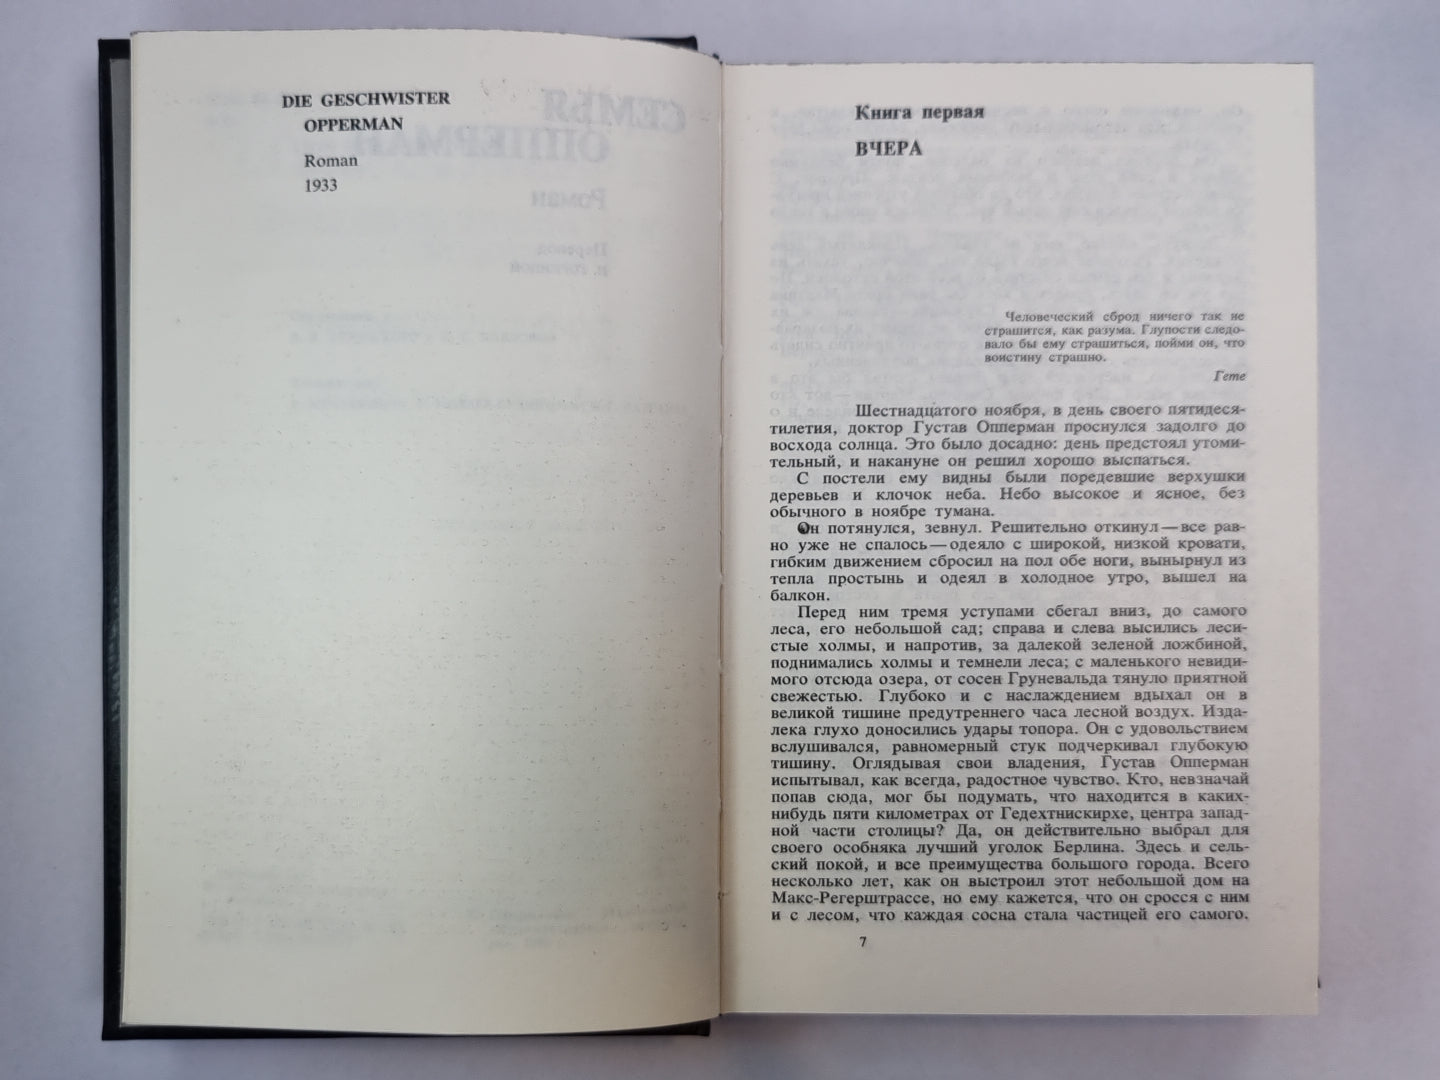 DIE GESCHWISTER
OPPERMAN
Roman
1933
Книга первая
ВЧЕРА
Человеческий сброд ничего так не
страшится, как разума. Глупости следо-
вало бы ему страшиться, пойми он, что
воистину страшно.
Гете
Шестнадцатого ноября, в день своего пятидеся-
тилетия, доктор Густав Опперман проснулся задолго до
восхода солнца. Это было досадно: день предстоял утоми-
тельный, и накануне он решил хорошо выспаться.
С постели ему видны были поредевшие верхушки
деревьев и клочок неба. Небо высокое и ясное, без
обычного в ноябре тумана.
Он потянулся, зевнул. Решительно откинул — все рав-
но уже не спалось — одеяло с широкой, низкой кровати,
гибким движением сбросил на пол обе ноги, вынырнул из
тепла простынь и одеял в холодное утро, вышел на
балкон.
Перед ним тремя уступами сбегал вниз, до самого
леса, его небольшой сад; справа и слева высились леси-
стые холмы, и напротив, за далекой зеленой ложбиной,
поднимались холмы и темнели леса; с маленького невиди-
мого отсюда озера, от сосен Груневальда тянуло приятной
свежестью. Глубоко и с наслаждением вдыхал он в
великой тишине предутреннего часа лесной воздух. Изда-
лека глухо доносились удары топора. Он с удовольствием
вслушивался, равномерный стук подчеркивал глубокую
тишину. Оглядывая свои владения, Густав Опперман
испытывал, как всегда, радостное чувство. Кто, невзначай
попав сюда, мог бы подумать, что находится в каких-
нибудь пяти километрах от Гедехтнискирхе, центра запад-
ной части столицы? Да, он действительно выбрал для
своего особняка лучший уголок Берлина. Здесь и сель-
ский покой, и все преимущества большого города. Всего
несколько лет, как он выстроил этот небольшой дом на
Макс-Регерштрассе, но ему кажется, что он сросся с ним
и с лесом, что каждая сосна стала частицей его самого.
7